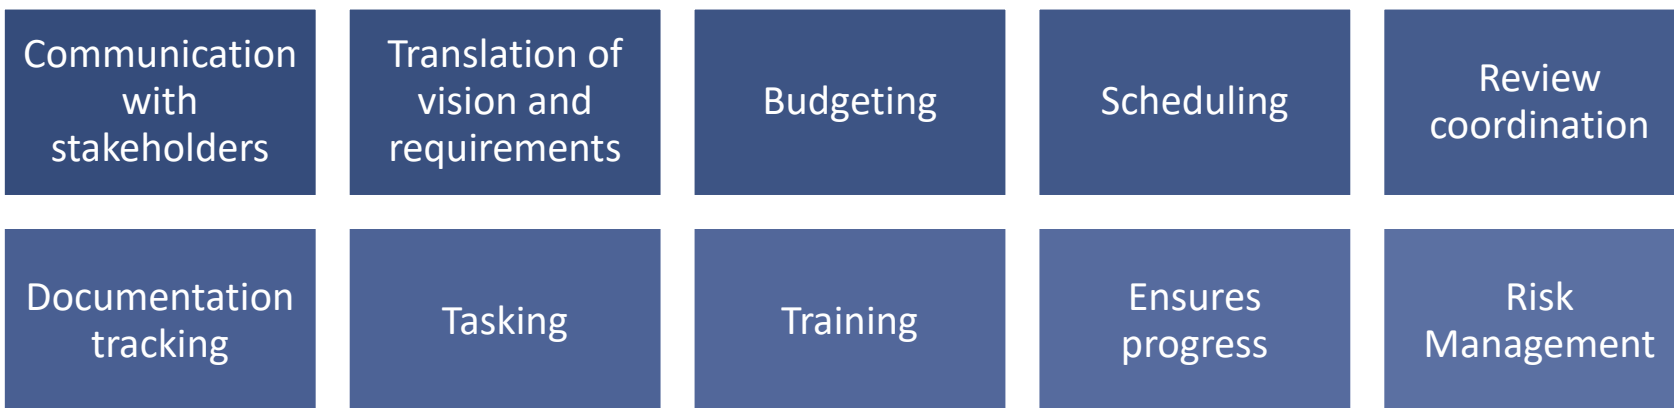 Communication
with
stakeholders
Translation of
vision and
requirements
Budgeting
Scheduling
Review
coordination
Documentation
tracking
Tasking
Training
Ensures
progress
Risk
Management